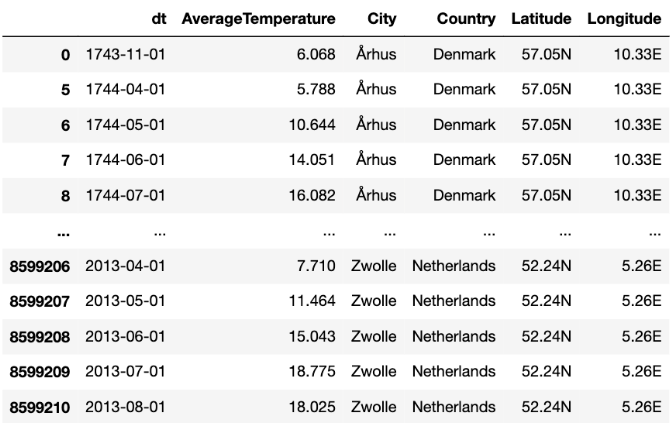 dt AverageTemperature City Country Latitude Longitude
0 1743-11-01 6.068 Århus Denmark 57.05N 10.33E
5 1744-04-01 5.788 Århus Denmark 57.05N 10.33E
6 1744-05-01 10.644 Århus Denmark 57.05N 10.33E
7 1744-06-01 14.051 Århus Denmark 57.05N 10.33E
8 1744-07-01 16.082 Århus Denmark 57.05N 10.33E
... ... ... ... ... ... ...
8599206 2013-04-01 7.710 Zwolle Netherlands 52.24N 5.26E
8599207 2013-05-01 11.464 Zwolle Netherlands 52.24N 5.26E
8599208 2013-06-01 15.043 Zwolle Netherlands 52.24N 5.26E
8599209 2013-07-01 18.775 Zwolle Netherlands 52.24N 5.26E
8599210 2013-08-01 18.025 Zwolle Netherlands 52.24N 5.26E